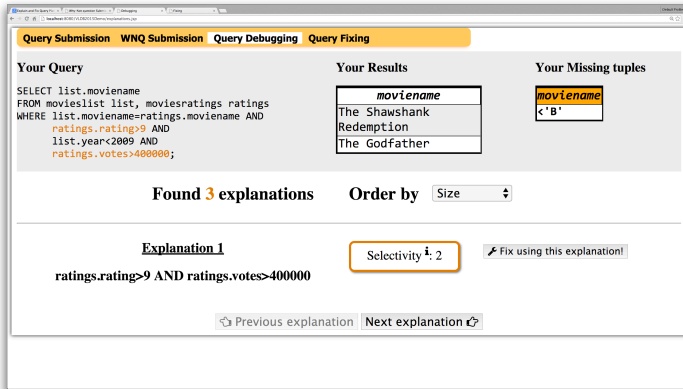 Query Submission WNQ Submission Query Debugging Query Fixing
Your Query
SELECT list.moviename
FROM movieslist list, moviesratings ratings
WHERE list.moviename=ratings.moviename AND
ratings.rating>9 AND
list.year<2009 AND
ratings.votes>400000;
Your Results
moviename
The Shawshank
Redemption
The Godfather
Your Missing tuples
moviename
<'B'
Found 3 explanations
Order by Size
Explanation 1
ratings.rating>9 AND ratings.votes>400000
Selectivity i: 2
Fix using this explanation!
Previous explanation Next explanation